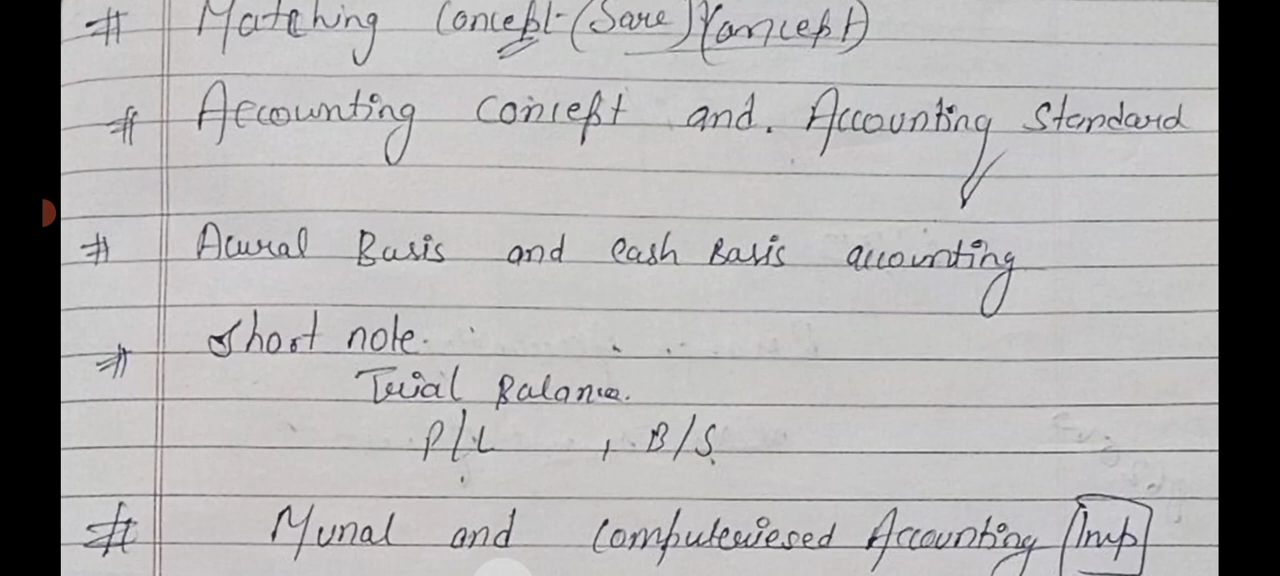 # Matching Concept (Sare) (Concept)
# Accounting Concept and. Accounting Standard
# Acural Basis and Cash Basis accounting
# Short note.
Trial Balance.
P/L , B/S.
# Munal and Computewiesed Accounting Imp